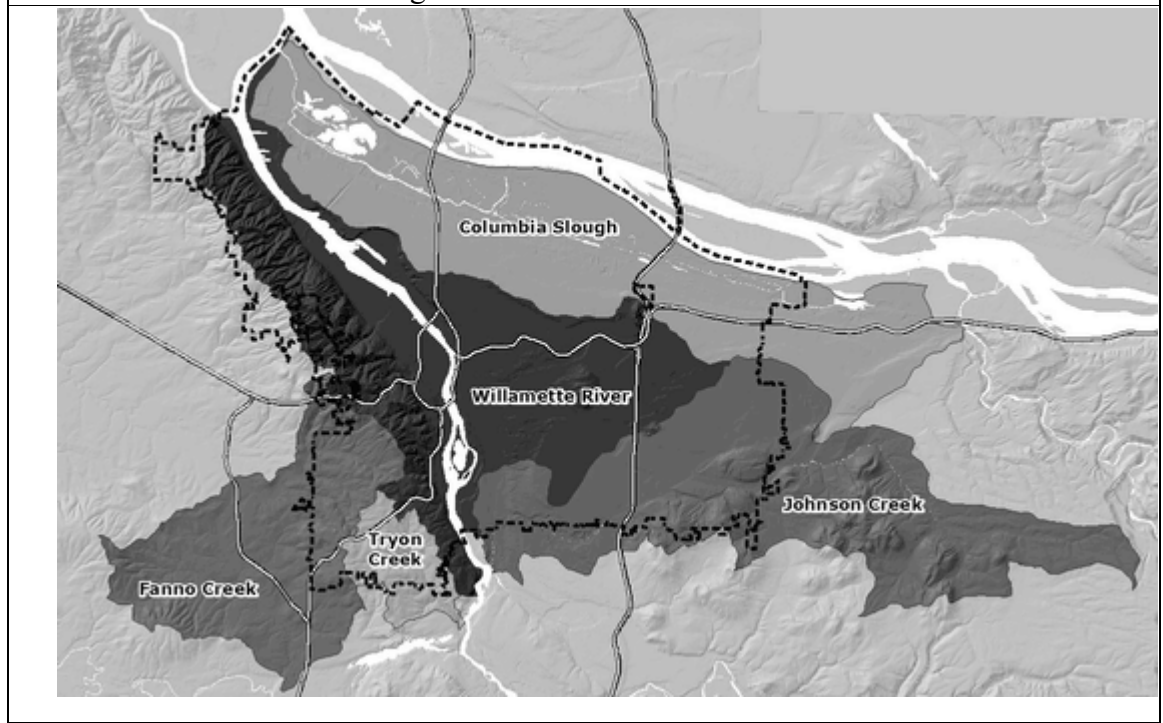 Columbia Slough
Willamette River
Johnson Creek
Tryon
Creek
Fanno Creek